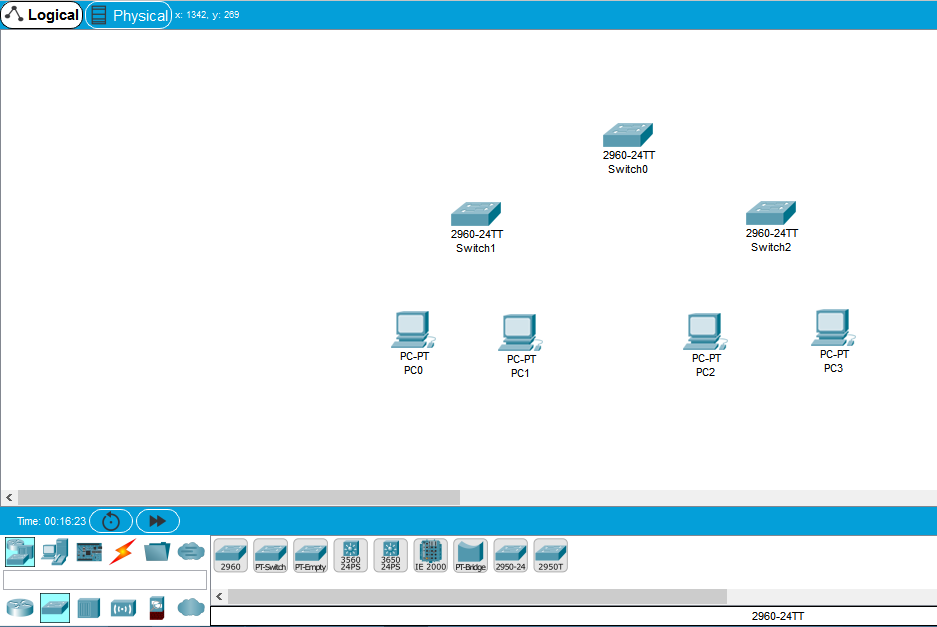 Logical Physical x: 1342, y: 269
2960-24TT
Switch0
2960-24TT
Switch1
2960-24TT
Switch2
PC-PT
PC0
PC-PT
PC1
PC-PT
PC2
PC-PT
PC3
Time: 00:16:23
2960 PT-Switch PT-Empty 3560 24PS 3650 24PS IE 2000 PT-Bridge 2950-24 2950T
2960-24TT